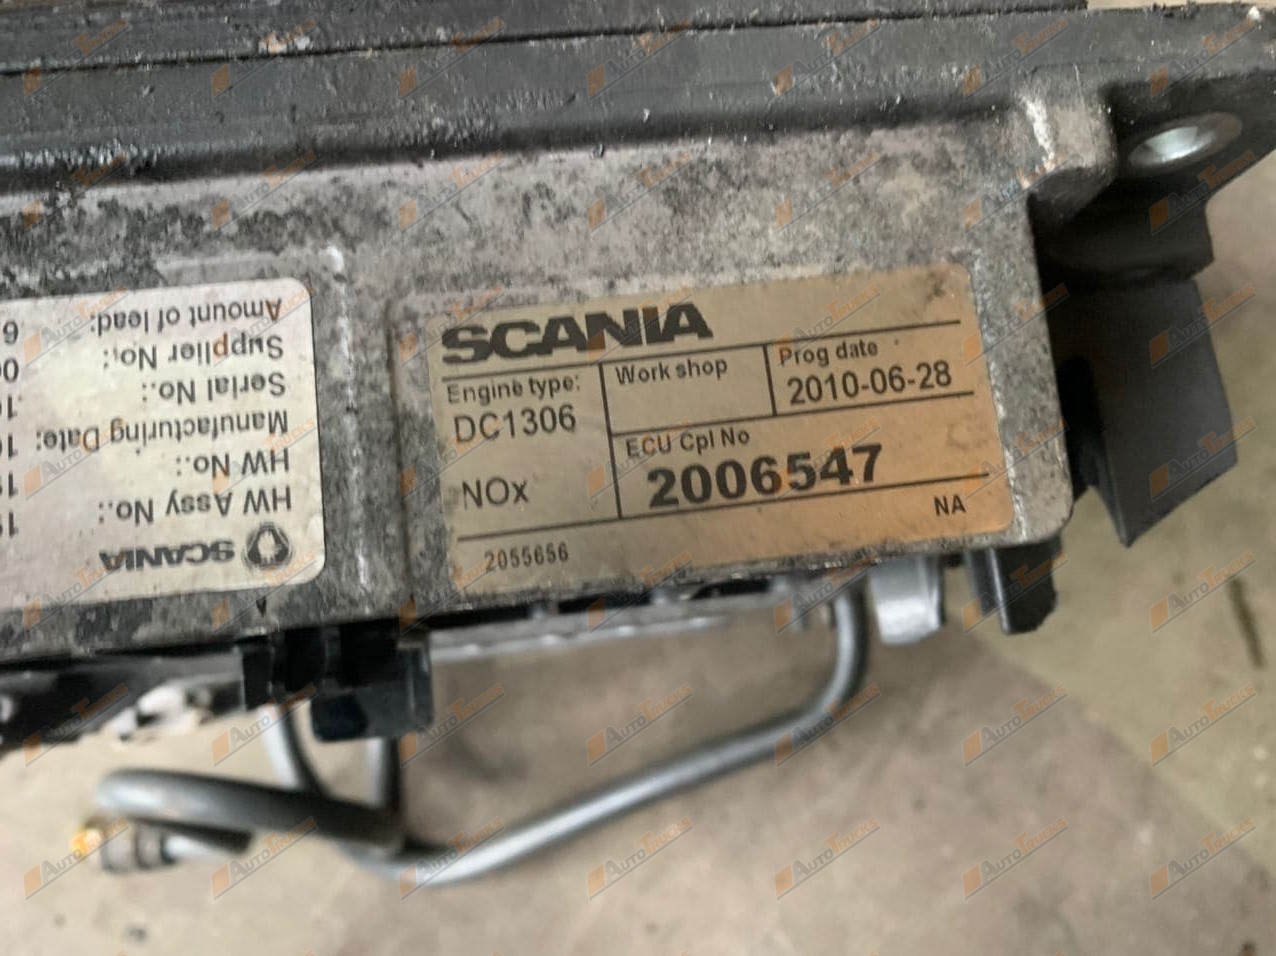 SCANIA
Engine type:
DC1306
NOx
Work shop
Prog date
2010-06-28
ECU Cpl No
2006547
NA
2055656
SCANIA
HW Assy No.:
HW No.:
Manufacturing Date:
Serial No.:
Supplier No.:
Amount of lead:
AUTOTRUCKS